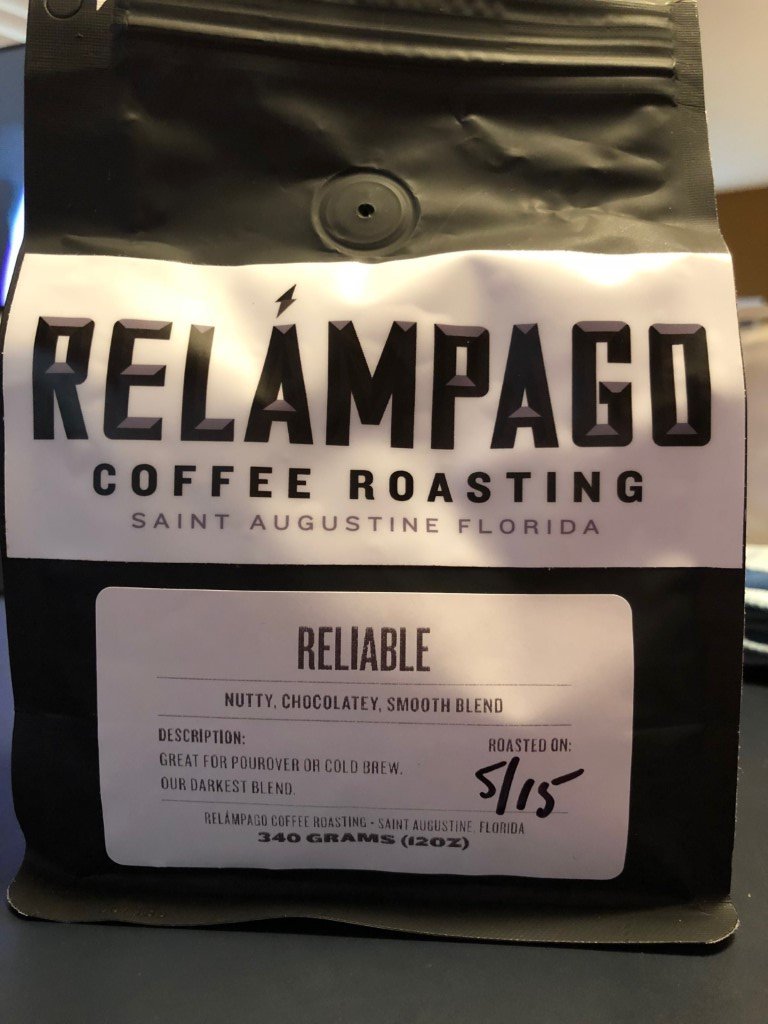 RELÁMPAGO
COFFEE ROASTING
SAINT AUGUSTINE FLORIDA
RELIABLE
NUTTY, CHOCOLATEY, SMOOTH BLEND
DESCRIPTION:
GREAT FOR POUROVER OR COLD BREW.
OUR DARKEST BLEND.
ROASTED ON:
5/15
RELÁMPAGO COFFEE ROASTING - SAINT AUGUSTINE, FLORIDA
340 GRAMS (12OZ)